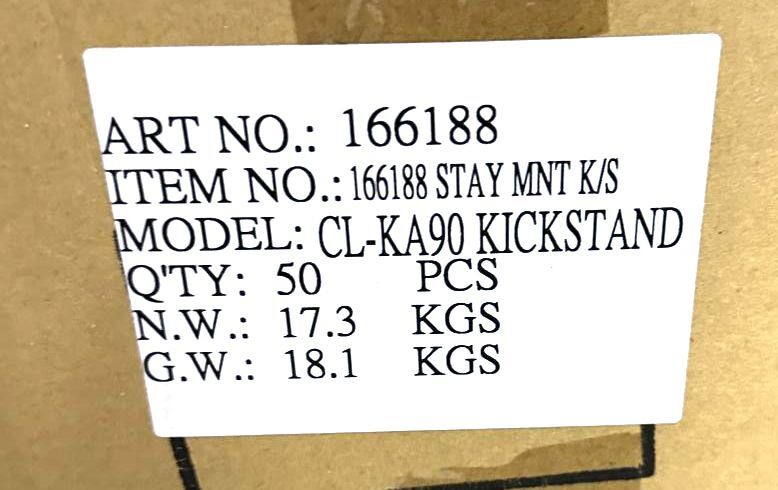 ART NO.: 166188
ITEM NO.: 166188 STAY MNT K/S
MODEL: CL-KA90 KICKSTAND
Q'TY: 50 PCS
N.W.: 17.3 KGS
G.W.: 18.1 KGS